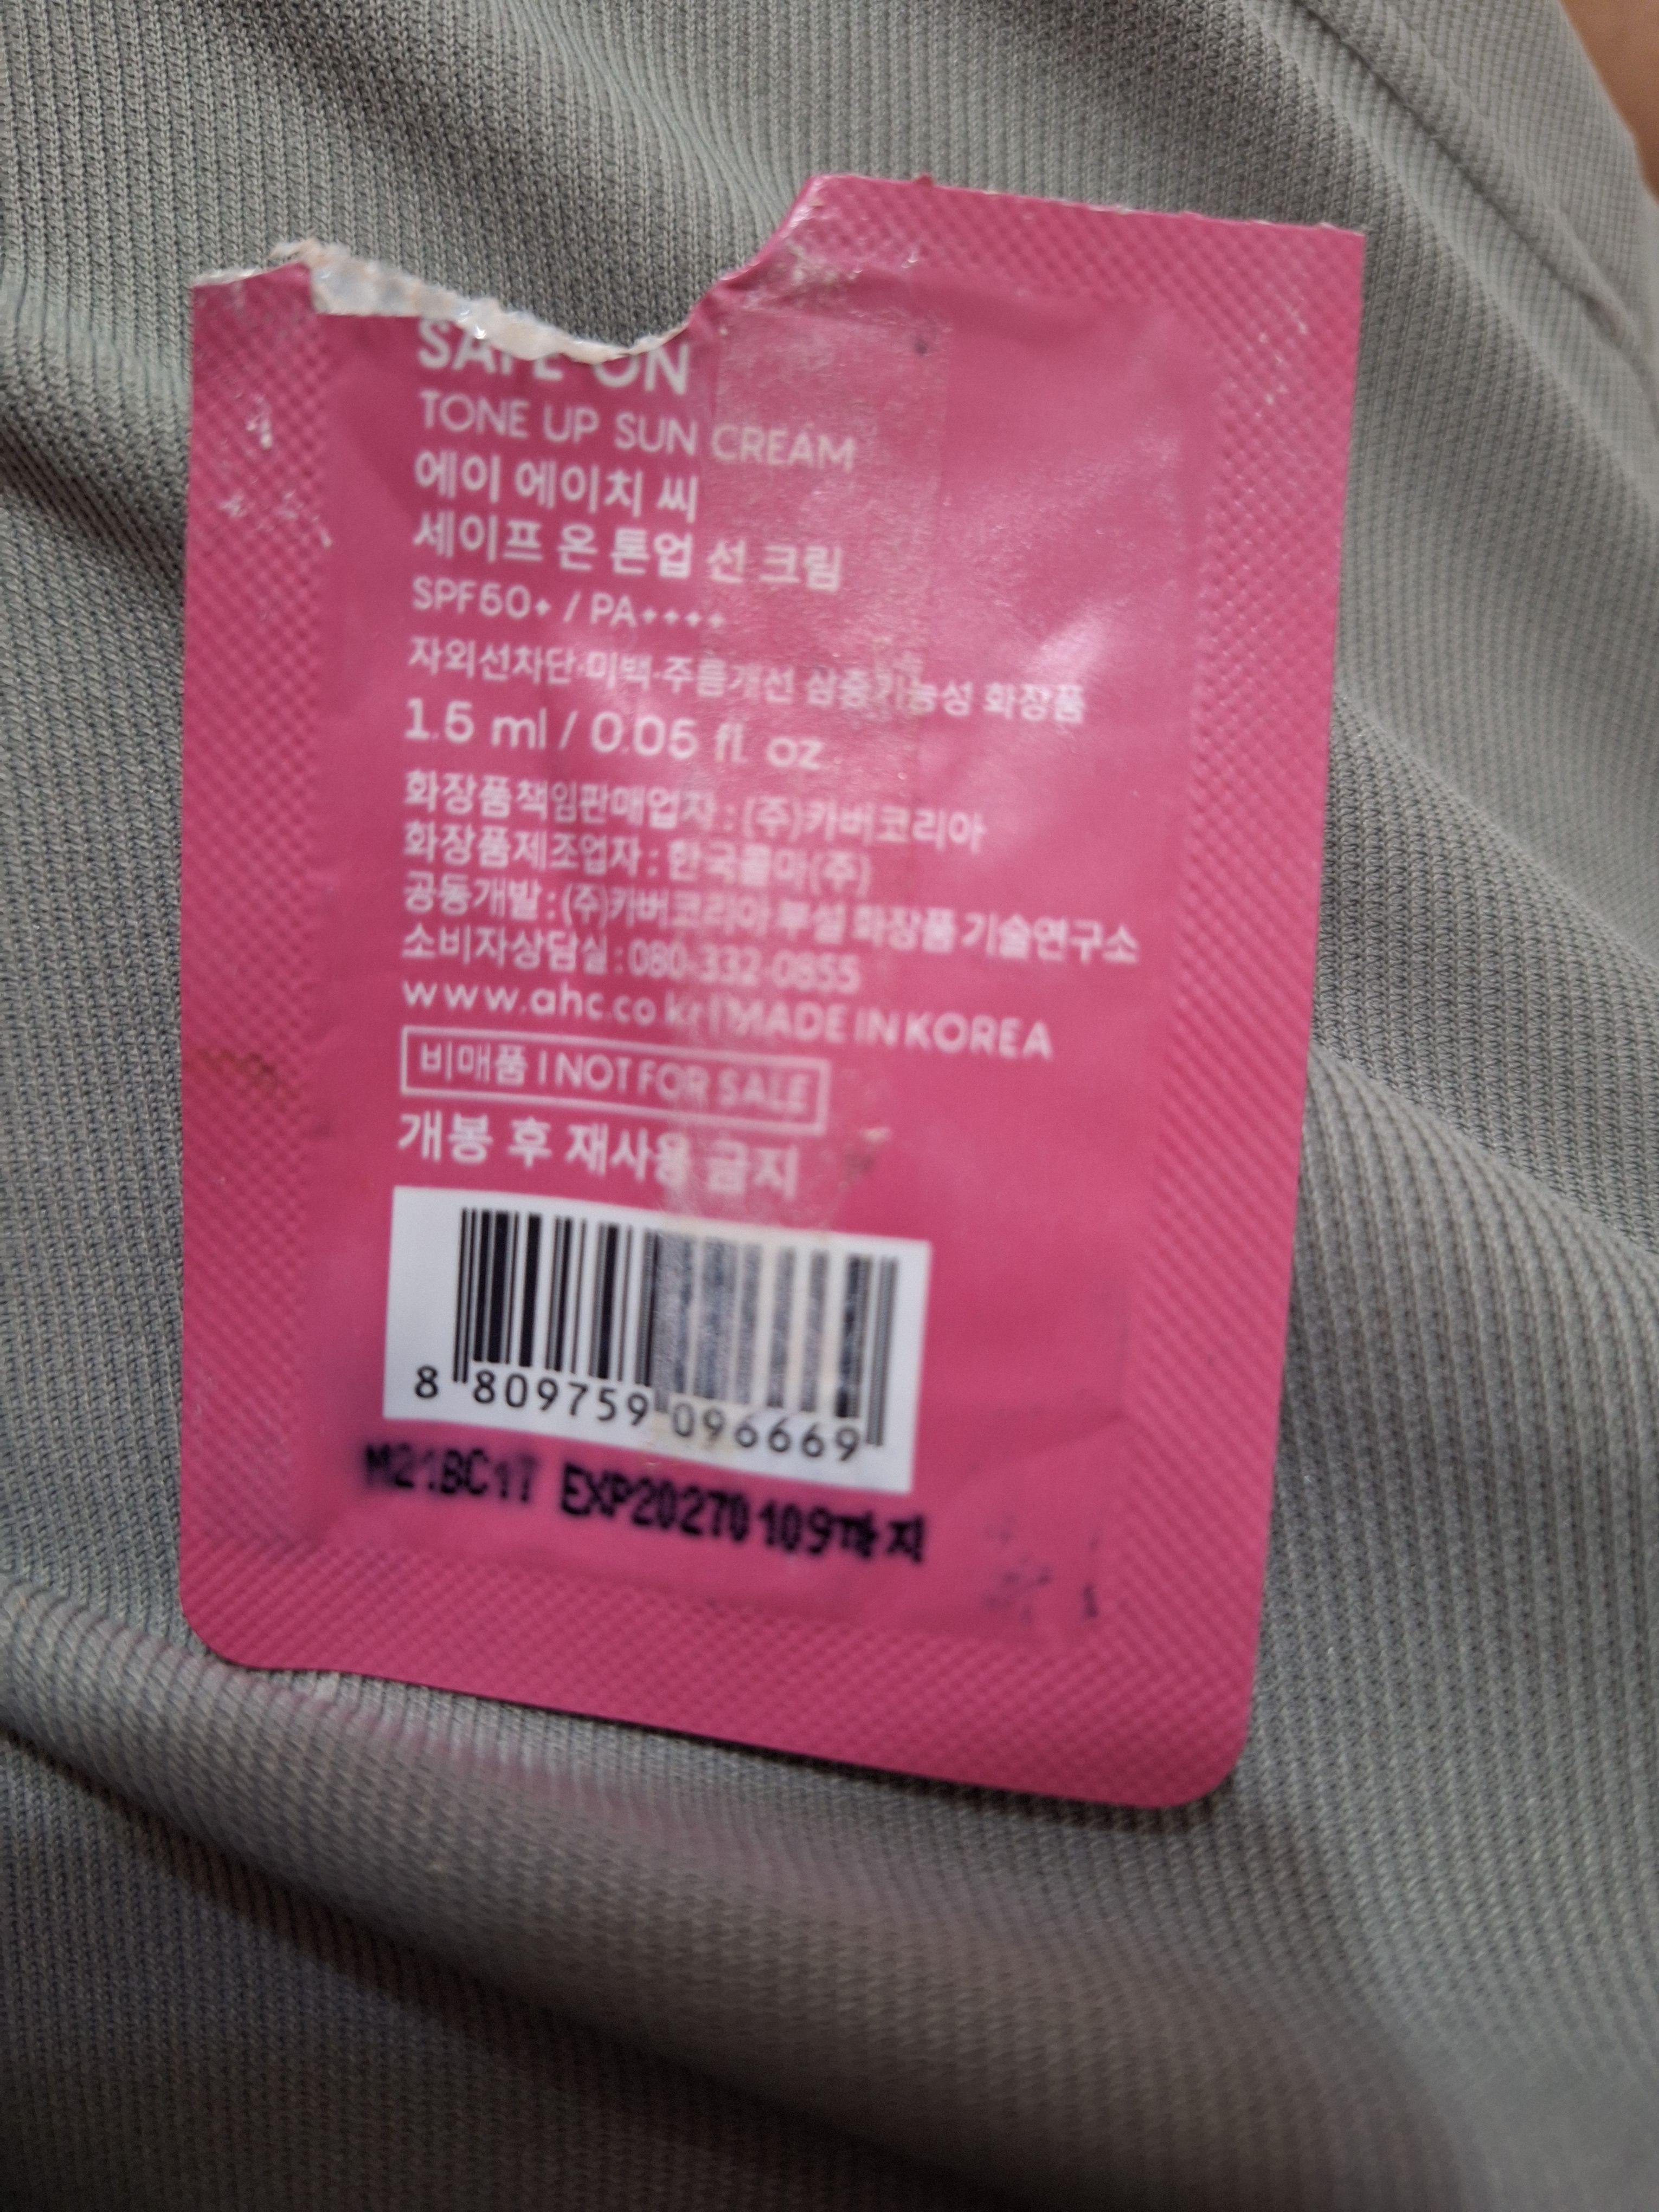 SAFE ON
TONE UP SUN CREAM
에이 에이치 씨
세이프 온 톤업 선 크림
SPF50+ / PA++++
자외선차단·미백·주름개선 삼중기능성 화장품
1.5 ml / 0.05 fl. oz.
화장품책임판매업자 : (주)카버코리아
화장품제조업자 : 한국콜마(주)
공동개발 : (주)카버코리아 부설 화장품 기술연구소
소비자상담실 : 080-332-0855
www.ahc.co.kr | MADE IN KOREA
비매품 I NOT FOR SALE
개봉 후 재사용 금지
8 809759 096669
M21BC17 EXP20270109까지